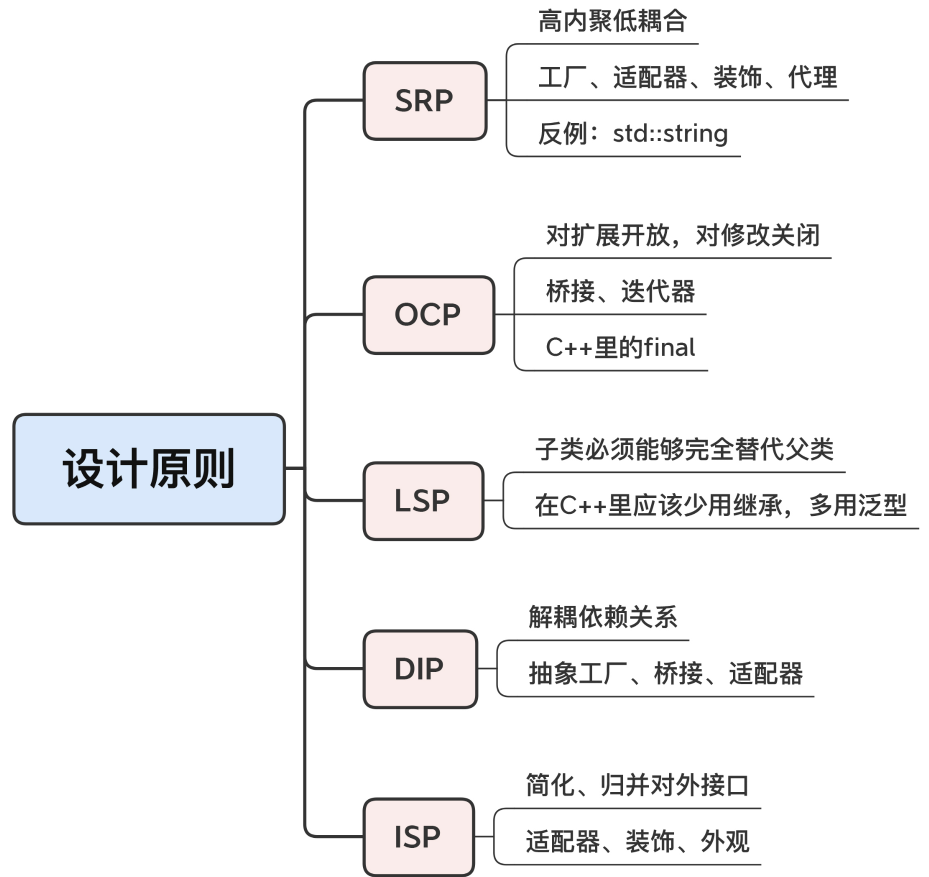 设计原则
SRP
高内聚低耦合
工厂、适配器、装饰、代理
反例：std::string
OCP
对扩展开放，对修改关闭
桥接、迭代器
C++里的final
LSP
子类必须能够完全替代父类
在C++里应该少用继承，多用泛型
DIP
解耦依赖关系
抽象工厂、桥接、适配器
ISP
简化、归并对外接口
适配器、装饰、外观